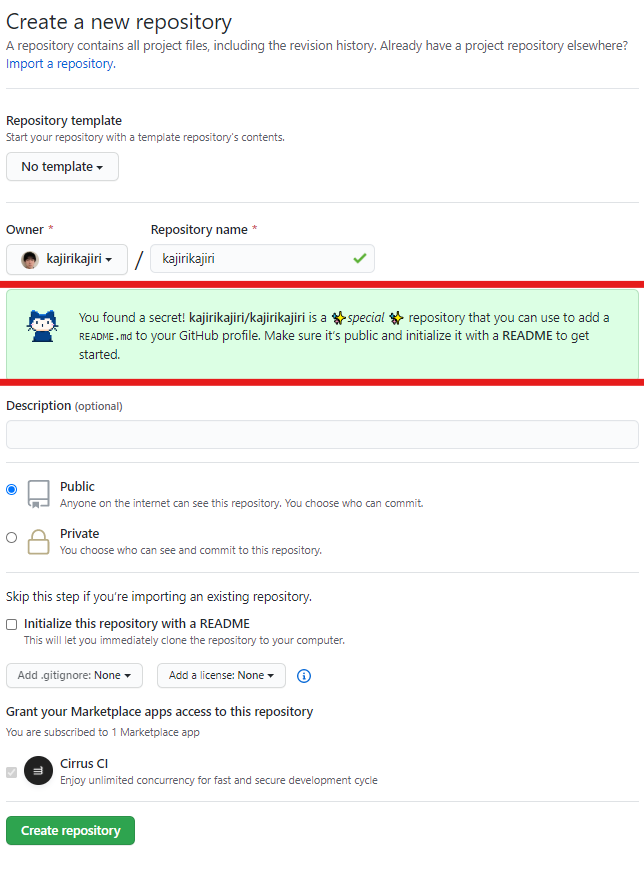 Create a new repository
A repository contains all project files, including the revision history. Already have a project repository elsewhere?
Import a repository.
Repository template
Start your repository with a template repository's contents.
No template
Owner *
Repository name *
kajirikajiri
/
kajirikajiri
You found a secret! kajirikajiri/kajirikajiri is a ✨special ✨ repository that you can use to add a
README.md to your GitHub profile. Make sure it's public and initialize it with a README to get
started.
Description (optional)
Public
Anyone on the internet can see this repository. You choose who can commit.
Private
You choose who can see and commit to this repository.
Skip this step if you're importing an existing repository.
Initialize this repository with a README
This will let you immediately clone the repository to your computer.
Add .gitignore: None
Add a license: None
Grant your Marketplace apps access to this repository
You are subscribed to 1 Marketplace app
Cirrus CI
Enjoy unlimited concurrency for fast and secure development cycle
Create repository